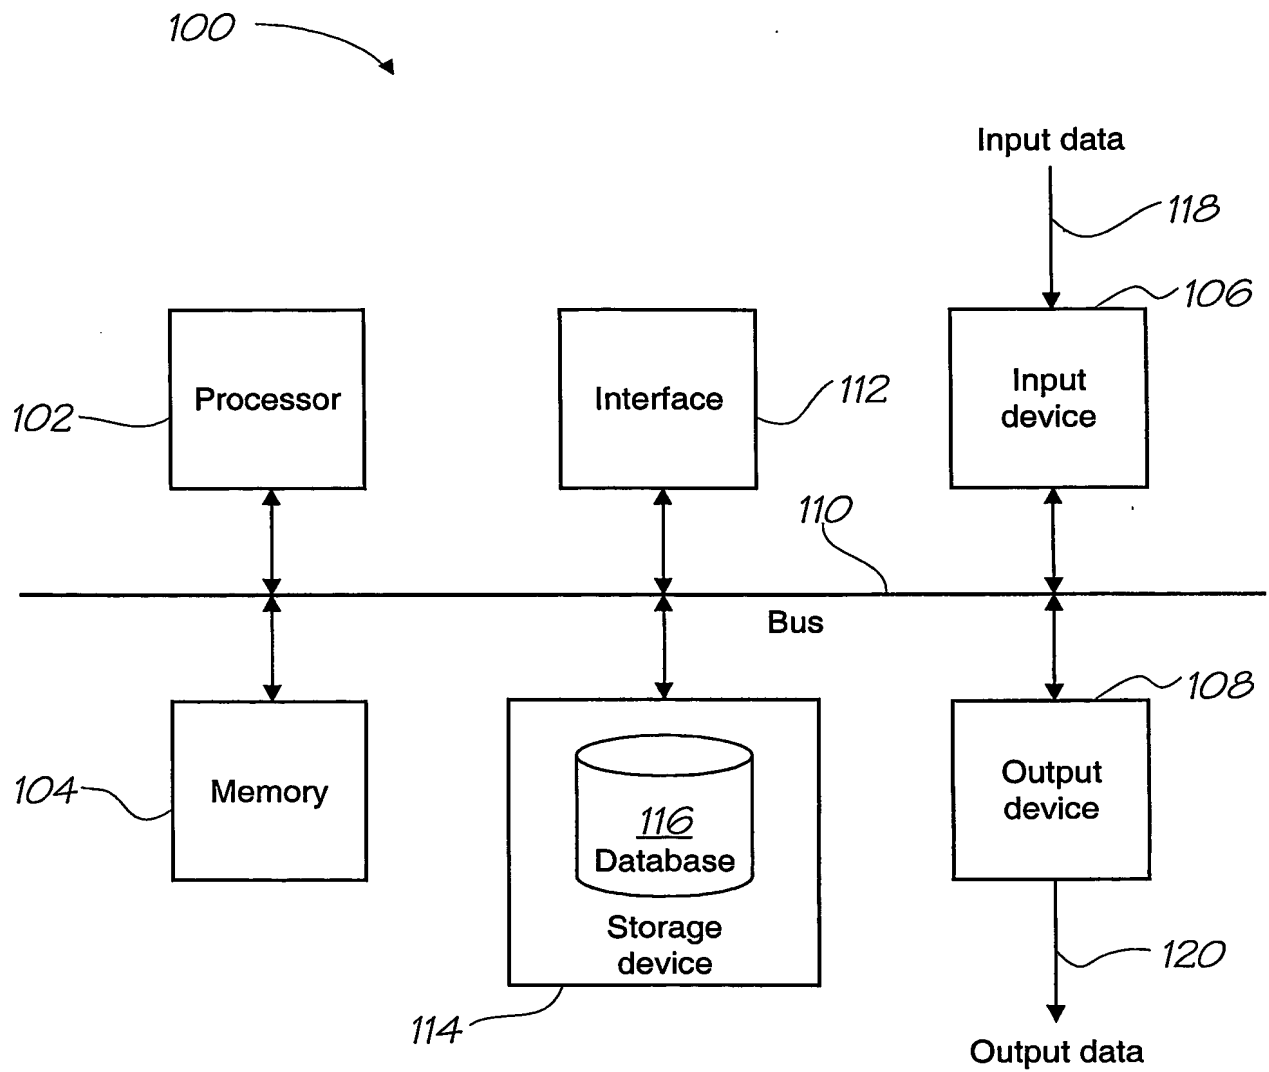 100
Input data
118
106
Processor
102
Interface
112
Input
device
110
Bus
108
Memory
104
116
Database
Storage
device
114
Output
device
120
Output data